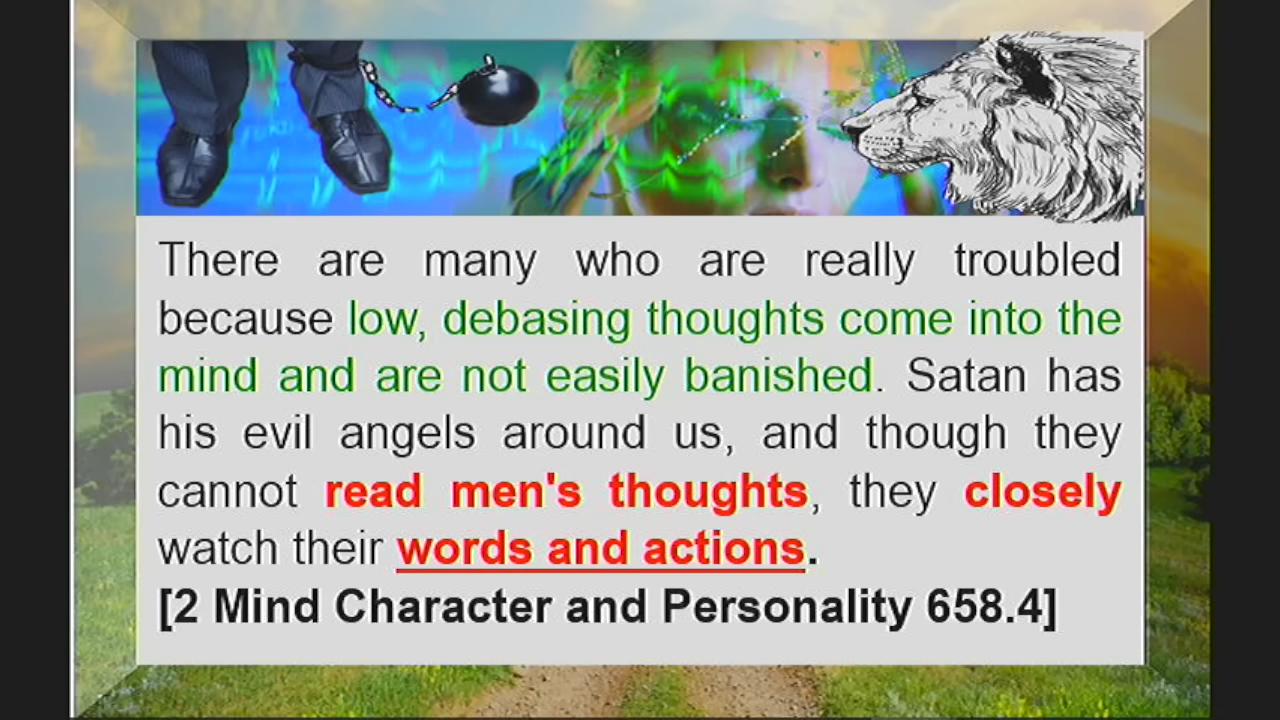 There are many who are really troubled
because low, debasing thoughts come into the
mind and are not easily banished. Satan has
his evil angels around us, and though they
cannot read men's thoughts, they closely
watch their words and actions.
[2 Mind Character and Personality 658.4]